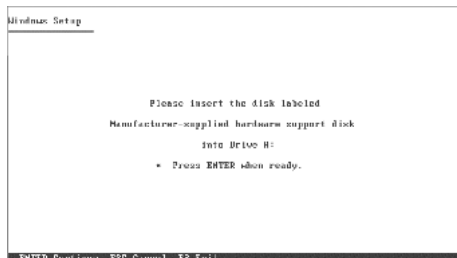 Windows Setup
Please insert the disk labeled
Manufacturer-supplied hardware support disk
into Drive A:
* Press ENTER when ready.
ENTER=Continue ESC=Cancel F3=Exit